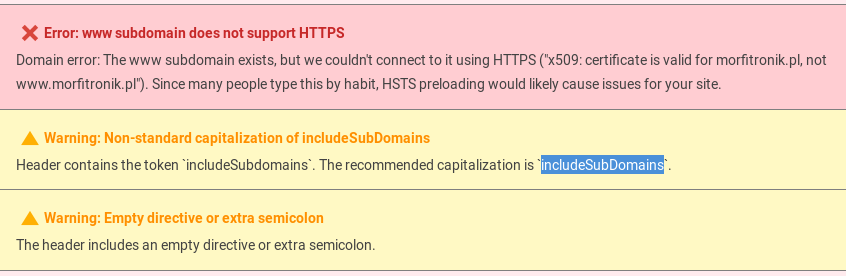 Error: www subdomain does not support HTTPS
Domain error: The www subdomain exists, but we couldn't connect to it using HTTPS ("x509: certificate is valid for morfitronik.pl, not
www.morfitronik.pl"). Since many people type this by habit, HSTS preloading would likely cause issues for your site.
Warning: Non-standard capitalization of includeSubDomains
Header contains the token `includeSubdomains`. The recommended capitalization is `includeSubDomains`.
Warning: Empty directive or extra semicolon
The header includes an empty directive or extra semicolon.